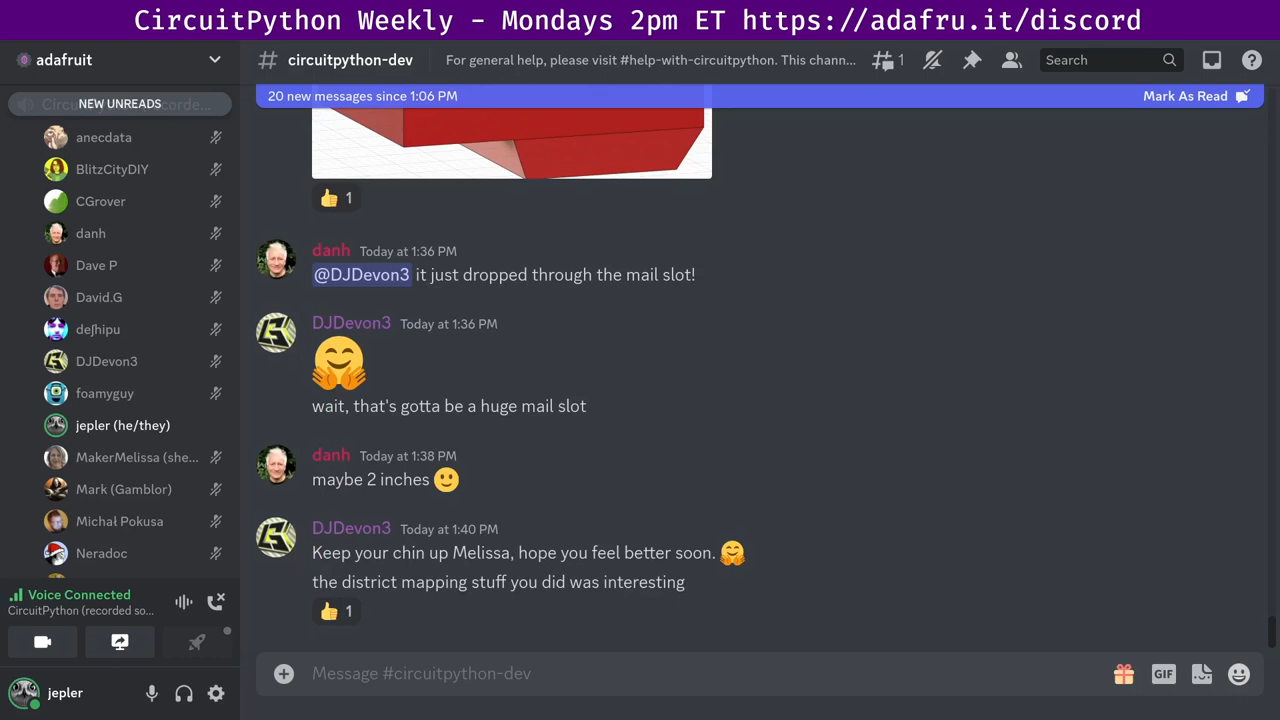 CircuitPython Weekly - Mondays 2pm ET https://adafru.it/discord
adafruit
circuitpython-dev
For general help, please visit #help-with-circuitpython. This chann...
1
Search
NEW UNREADS
20 new messages since 1:06 PM
Mark As Read
anecdata
BlitzCityDIY
CGrover
danh
Dave P
David.G
deʃhipu
DJDevon3
foamyguy
jepler (he/they)
MakerMelissa (she...
Mark (Gamblor)
Michał Pokusa
Neradoc
Voice Connected
CircuitPython (recorded so...
jepler
👍 1
danh Today at 1:36 PM
@DJDevon3 it just dropped through the mail slot!
DJDevon3 Today at 1:36 PM
🤗
wait, that's gotta be a huge mail slot
danh Today at 1:38 PM
maybe 2 inches 🙂
DJDevon3 Today at 1:40 PM
Keep your chin up Melissa, hope you feel better soon. 🤗
the district mapping stuff you did was interesting
👍 1
Message #circuitpython-dev
GIF